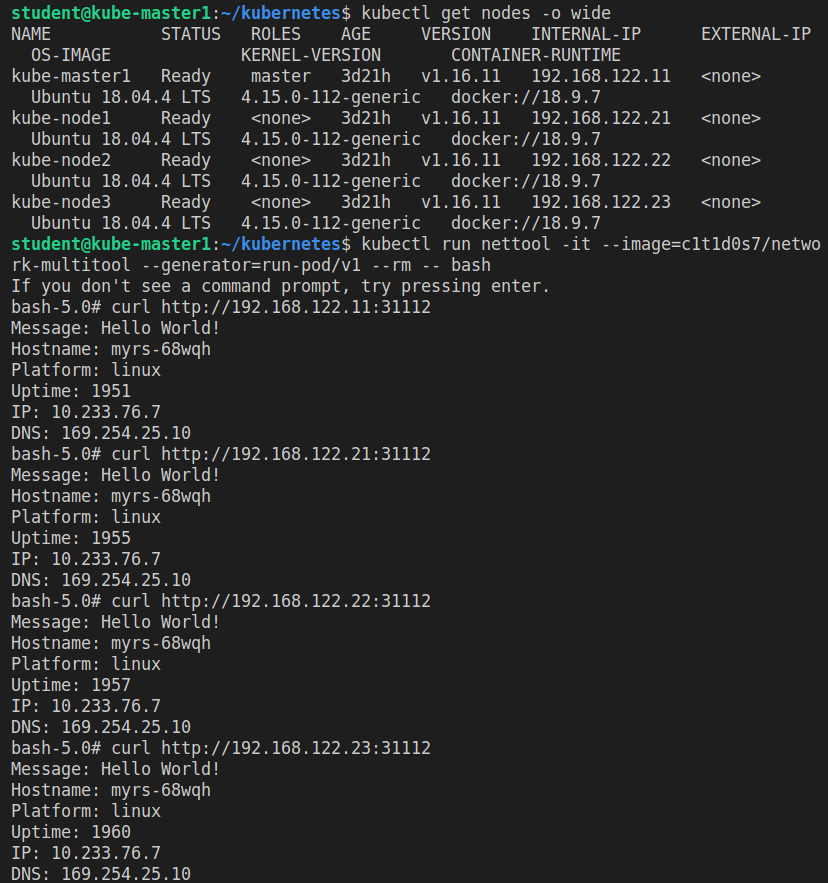 student@kube-master1:~/kubernetes$ kubectl get nodes -o wide
NAME           STATUS   ROLES    AGE     VERSION    INTERNAL-IP      EXTERNAL-IP
  OS-IMAGE             KERNEL-VERSION       CONTAINER-RUNTIME
kube-master1   Ready    master   3d21h   v1.16.11   192.168.122.11   <none>
  Ubuntu 18.04.4 LTS   4.15.0-112-generic   docker://18.9.7
kube-node1     Ready    <none>   3d21h   v1.16.11   192.168.122.21   <none>
  Ubuntu 18.04.4 LTS   4.15.0-112-generic   docker://18.9.7
kube-node2     Ready    <none>   3d21h   v1.16.11   192.168.122.22   <none>
  Ubuntu 18.04.4 LTS   4.15.0-112-generic   docker://18.9.7
kube-node3     Ready    <none>   3d21h   v1.16.11   192.168.122.23   <none>
  Ubuntu 18.04.4 LTS   4.15.0-112-generic   docker://18.9.7
student@kube-master1:~/kubernetes$ kubectl run nettool -it --image=c1t1d0s7/netwo
rk-multitool --generator=run-pod/v1 --rm -- bash
If you don't see a command prompt, try pressing enter.
bash-5.0# curl http://192.168.122.11:31112
Message: Hello World!
Hostname: myrs-68wqh
Platform: linux
Uptime: 1951
IP: 10.233.76.7
DNS: 169.254.25.10
bash-5.0# curl http://192.168.122.21:31112
Message: Hello World!
Hostname: myrs-68wqh
Platform: linux
Uptime: 1955
IP: 10.233.76.7
DNS: 169.254.25.10
bash-5.0# curl http://192.168.122.22:31112
Message: Hello World!
Hostname: myrs-68wqh
Platform: linux
Uptime: 1957
IP: 10.233.76.7
DNS: 169.254.25.10
bash-5.0# curl http://192.168.122.23:31112
Message: Hello World!
Hostname: myrs-68wqh
Platform: linux
Uptime: 1960
IP: 10.233.76.7
DNS: 169.254.25.10